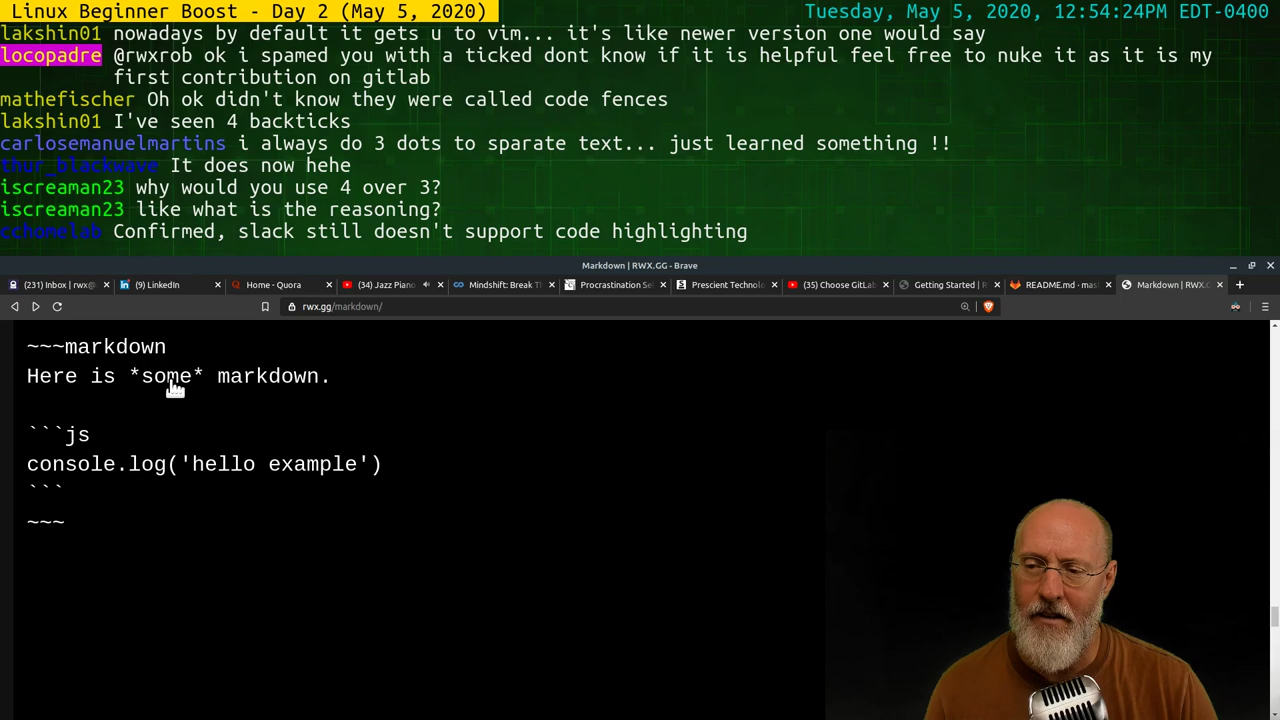 Linux Beginner Boost - Day 2 (May 5, 2020)
Tuesday, May 5, 2020, 12:54:24PM EDT-0400
lakshin01 nowadays by default it gets u to vim... it's like newer version one would say
locopadre @rwxrob ok i spamed you with a ticked dont know if it is helpful feel free to nuke it as it is my
first contribution on gitlab
mathefischer Oh ok didn't know they were called code fences
lakshin01 I've seen 4 backticks
carlosemanuelmartins i always do 3 dots to sparate text... just learned something !!
thur_blackwave It does now hehe
iscreaman23 why would you use 4 over 3?
iscreaman23 like what is the reasoning?
cchomelab Confirmed, slack still doesn't support code highlighting
Markdown | RWX.GG - Brave
(231) Inbox | rwx@ (9) LinkedIn Home - Quora (34) Jazz Piano Mindshift: Break Th Procrastination Sel Prescient Technolo (35) Choose GitLab Getting Started | R README.md · mas Markdown | RWX.G
rwx.gg/markdown/
~~~markdown
Here is *some* markdown.
```js
console.log('hello example')
```
~~~